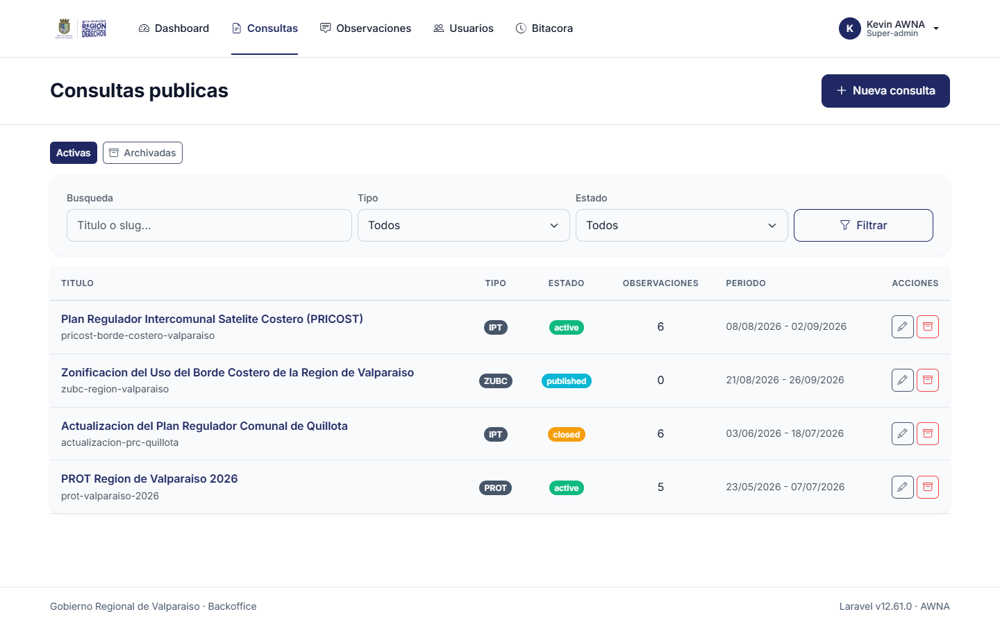 VALPARAÍSO
REGIÓN
DE
DERECHOS
Dashboard
Consultas
Observaciones
Usuarios
Bitacora
K
Kevin AWNA
Super-admin
Consultas publicas
Nueva consulta
Activas
Archivadas
Busqueda
Tipo
Estado
Titulo o slug...
Todos
Todos
Filtrar
TITULO TIPO ESTADO OBSERVACIONES PERIODO ACCIONES
Plan Regulador Intercomunal Satelite Costero (PRICOST)
pricost-borde-costero-valparaiso
IPT active 6 08/08/2026 - 02/09/2026
Zonificacion del Uso del Borde Costero de la Region de Valparaiso
zubc-region-valparaiso
ZUBC published 0 21/08/2026 - 26/09/2026
Actualizacion del Plan Regulador Comunal de Quillota
actualizacion-prc-quillota
IPT closed 6 03/06/2026 - 18/07/2026
PROT Region de Valparaiso 2026
prot-valparaiso-2026
PROT active 5 23/05/2026 - 07/07/2026
Gobierno Regional de Valparaiso · Backoffice
Laravel v12.61.0 · AWNA